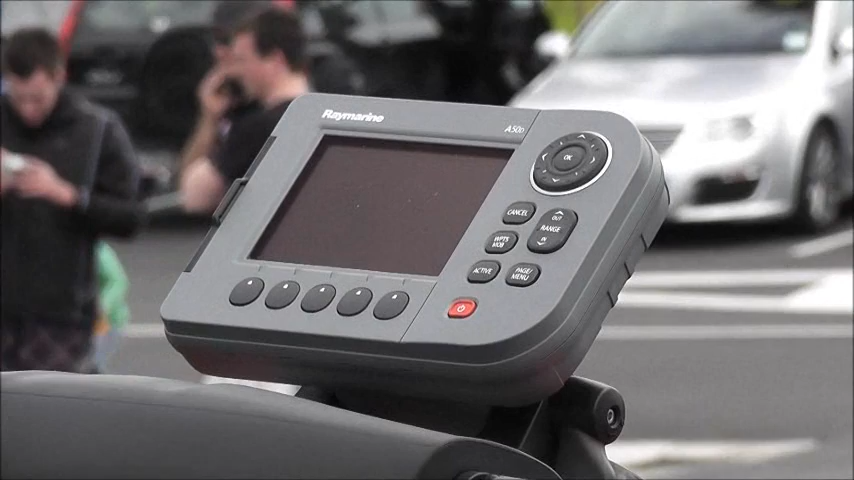 Raymarine
A50D
OK
CANCEL
OUT
RANGE
IN
WPTS
MOB
ACTIVE
PAGE/
MENU